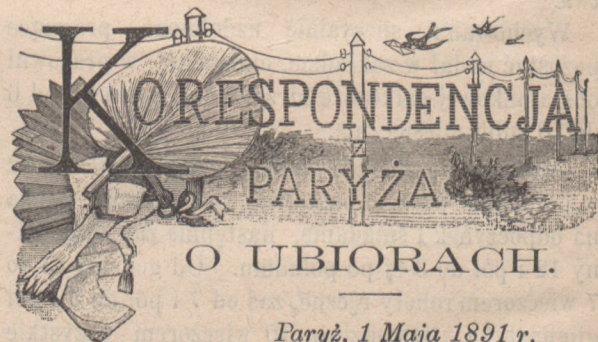 KORESPONDENCJA
z
PARYŻA
O UBIORACH.
Paryż, 1 Maja 1891 r.